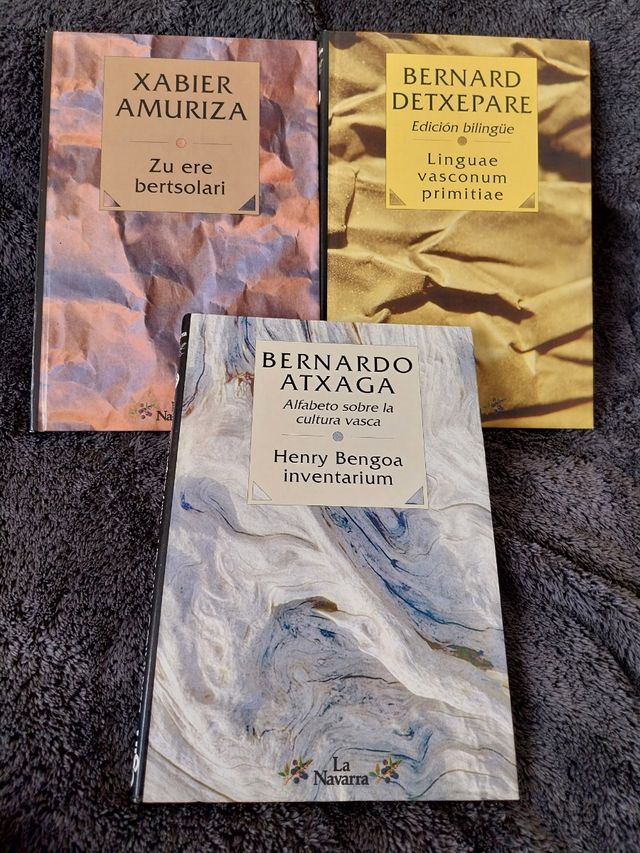 XABIER
AMURIZA
Zu ere
bertsolari
BERNARD
DETXEPARE
Edición bilingüe
Linguae
vasconum
primitiae
BERNARDO
ATXAGA
Alfabeto sobre la
cultura vasca
Henry Bengoa
inventarium
La
Navarra